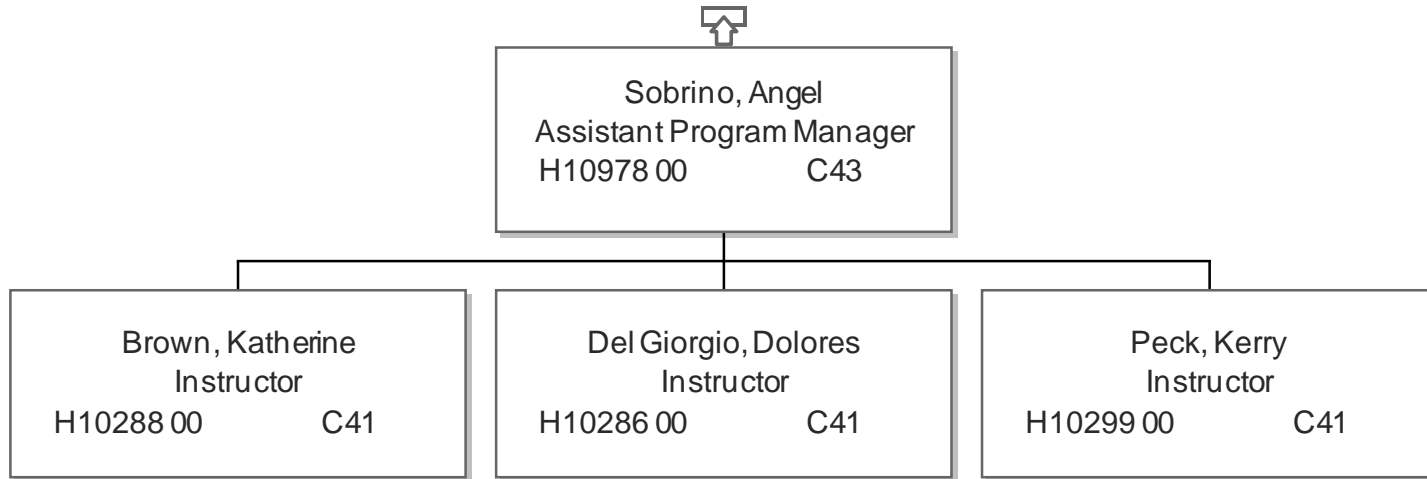 Sobrino, Angel
Assistant Program Manager
H10978 00 C43
Brown, Katherine
Instructor
H10288 00 C41
Del Giorgio, Dolores
Instructor
H10286 00 C41
Peck, Kerry
Instructor
H10299 00 C41